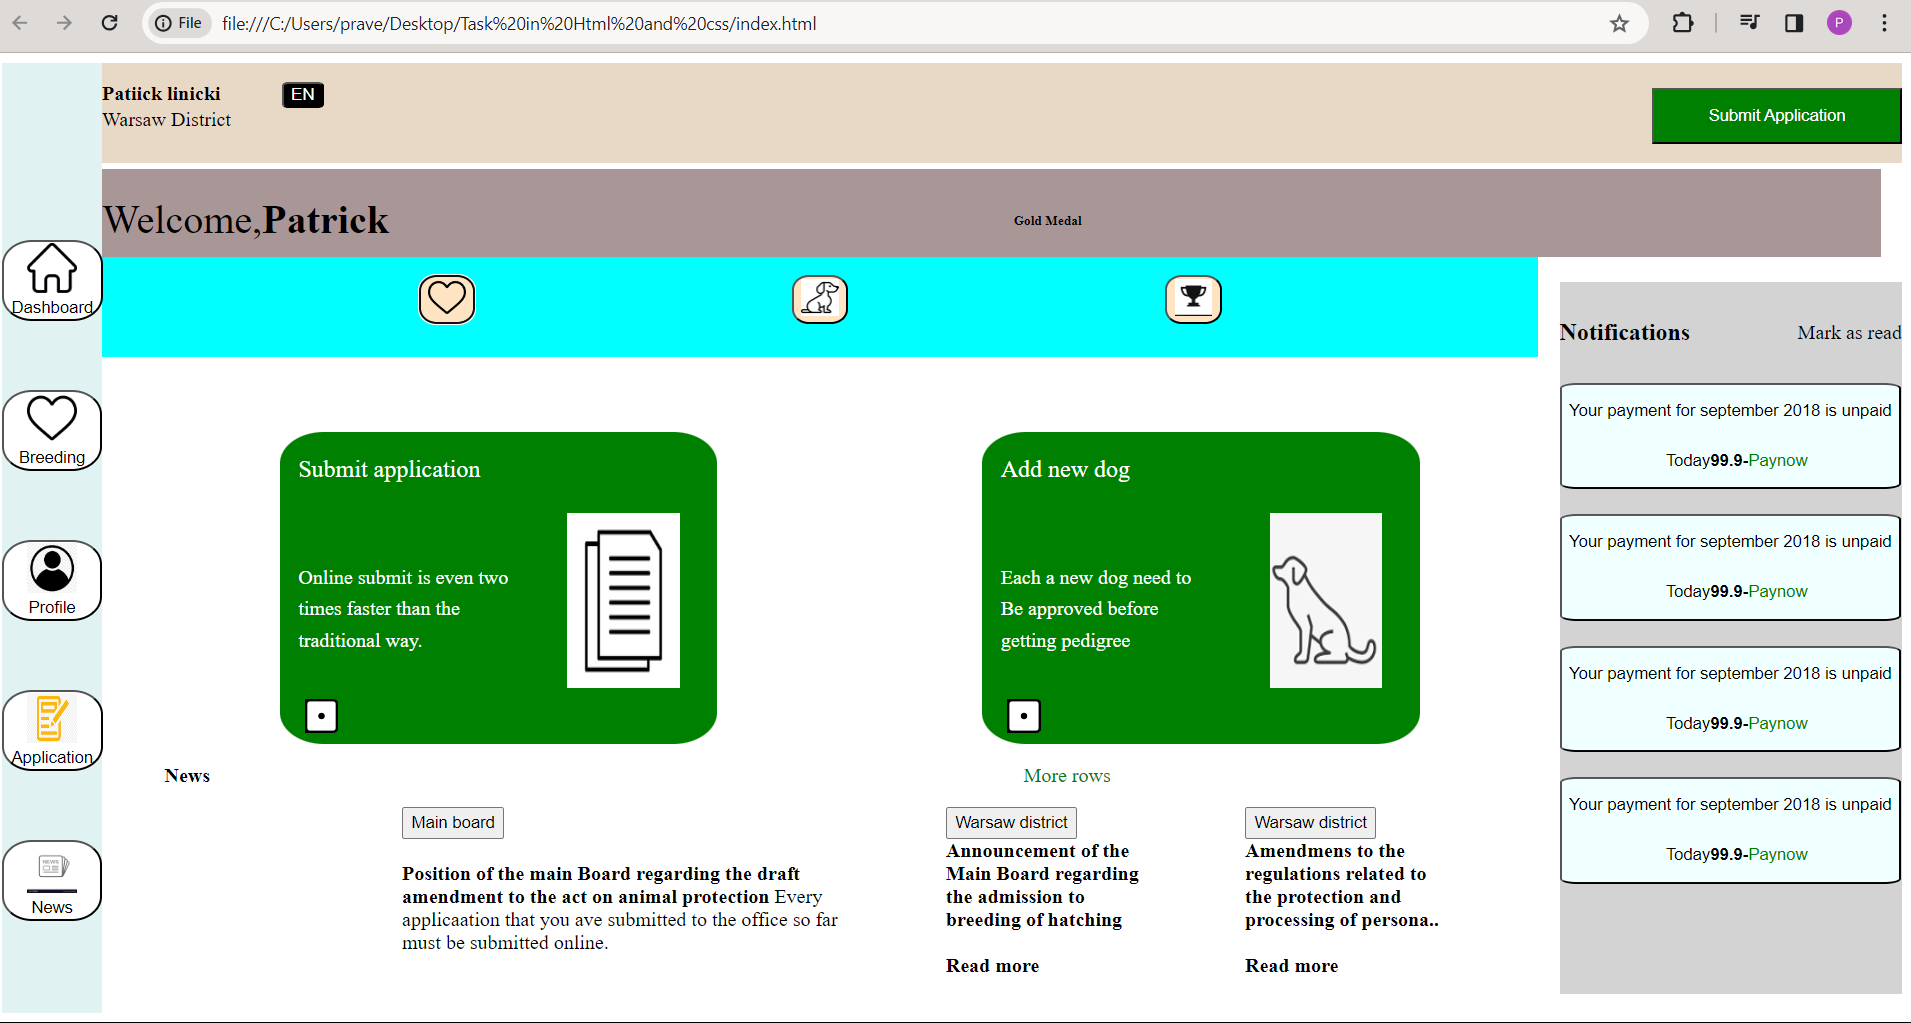 File file:///C:/Users/prave/Desktop/Task%20in%20Html%20and%20css/index.html
P
Patiick linicki
EN
Warsaw District
Submit Application
Welcome,Patrick
Gold Medal
Dashboard
Breeding
Profile
Application
NEWS
News
Submit application
Online submit is even two
times faster than the
traditional way.
Add new dog
Each a new dog need to
Be approved before
getting pedigree
News
More rows
Main board
Position of the main Board regarding the draft
amendment to the act on animal protection Every
applicaation that you ave submitted to the office so far
must be submitted online.
Warsaw district
Announcement of the
Main Board regarding
the admission to
breeding of hatching
Read more
Warsaw district
Amendmens to the
regulations related to
the protection and
processing of persona..
Read more
Notifications
Mark as read
Your payment for september 2018 is unpaid
Today99.9-Paynow
Your payment for september 2018 is unpaid
Today99.9-Paynow
Your payment for september 2018 is unpaid
Today99.9-Paynow
Your payment for september 2018 is unpaid
Today99.9-Paynow